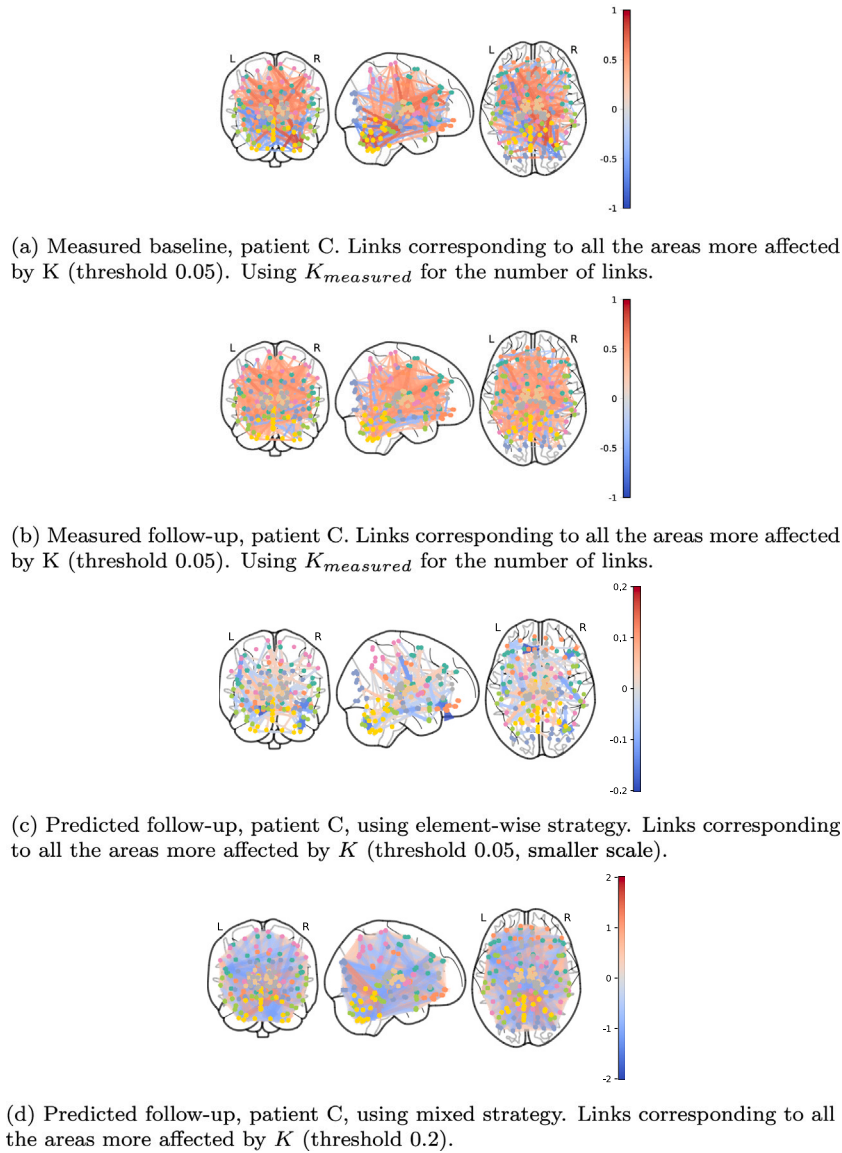 1
L R L R
0.5
0
-0.5
-1
(a) Measured baseline, patient C. Links corresponding to all the areas more affected
by K (threshold 0.05). Using K_measured for the number of links.
1
L R L R
0.5
0
-0.5
-1
(b) Measured follow-up, patient C. Links corresponding to all the areas more affected
by K (threshold 0.05). Using K_measured for the number of links.
0.2
L R L R
0.1
0
-0.1
-0.2
(c) Predicted follow-up, patient C, using element-wise strategy. Links corresponding
to all the areas more affected by K (threshold 0.05, smaller scale).
2
L R L R
1
0
-1
-2
(d) Predicted follow-up, patient C, using mixed strategy. Links corresponding to all
the areas more affected by K (threshold 0.2).